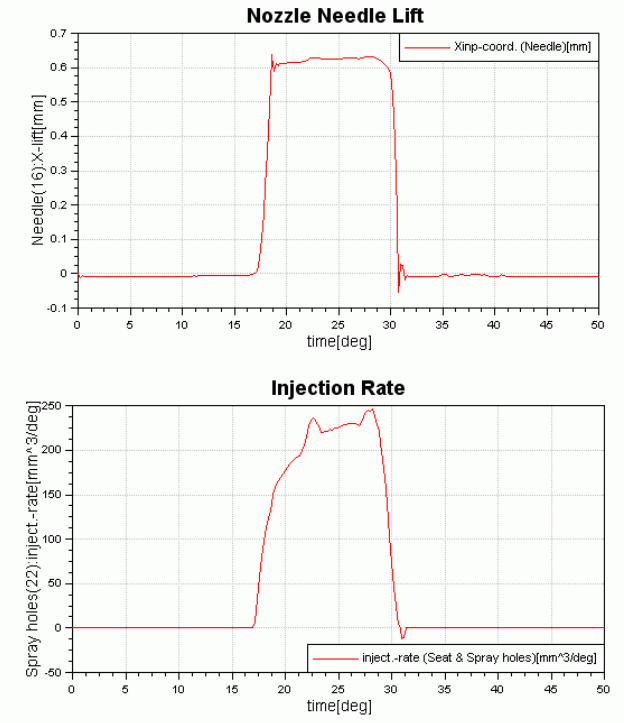 Nozzle Needle Lift
Xinp-coord. (Needle)[mm]
Needle(16):X-lift[mm]
0.7
0.6
0.5
0.4
0.3
0.2
0.1
0
-0.1
0 5 10 15 20 25 30 35 40 45 50
time[deg]
Injection Rate
Spray holes(22):inject.-rate[mm^3/deg]
250
200
150
100
50
0
-50
inject.-rate (Seat & Spray holes)[mm^3/deg]
0 5 10 15 20 25 30 35 40 45 50
time[deg]